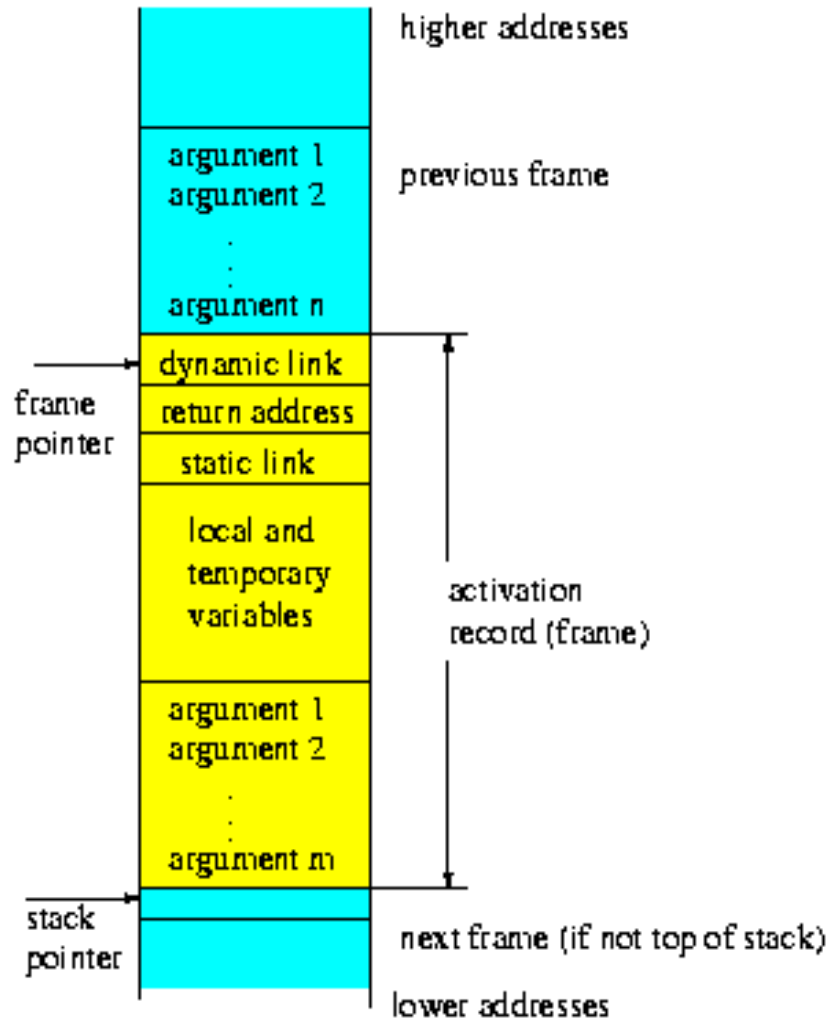 higher addresses
argument 1
argument 2
.
.
.
argument n
previous frame
dynamic link
frame
pointer
return address
static link
local and
temporary
variables
activation
record (frame)
argument 1
argument 2
.
.
.
argument m
stack
pointer
next frame (if not top of stack)
lower addresses